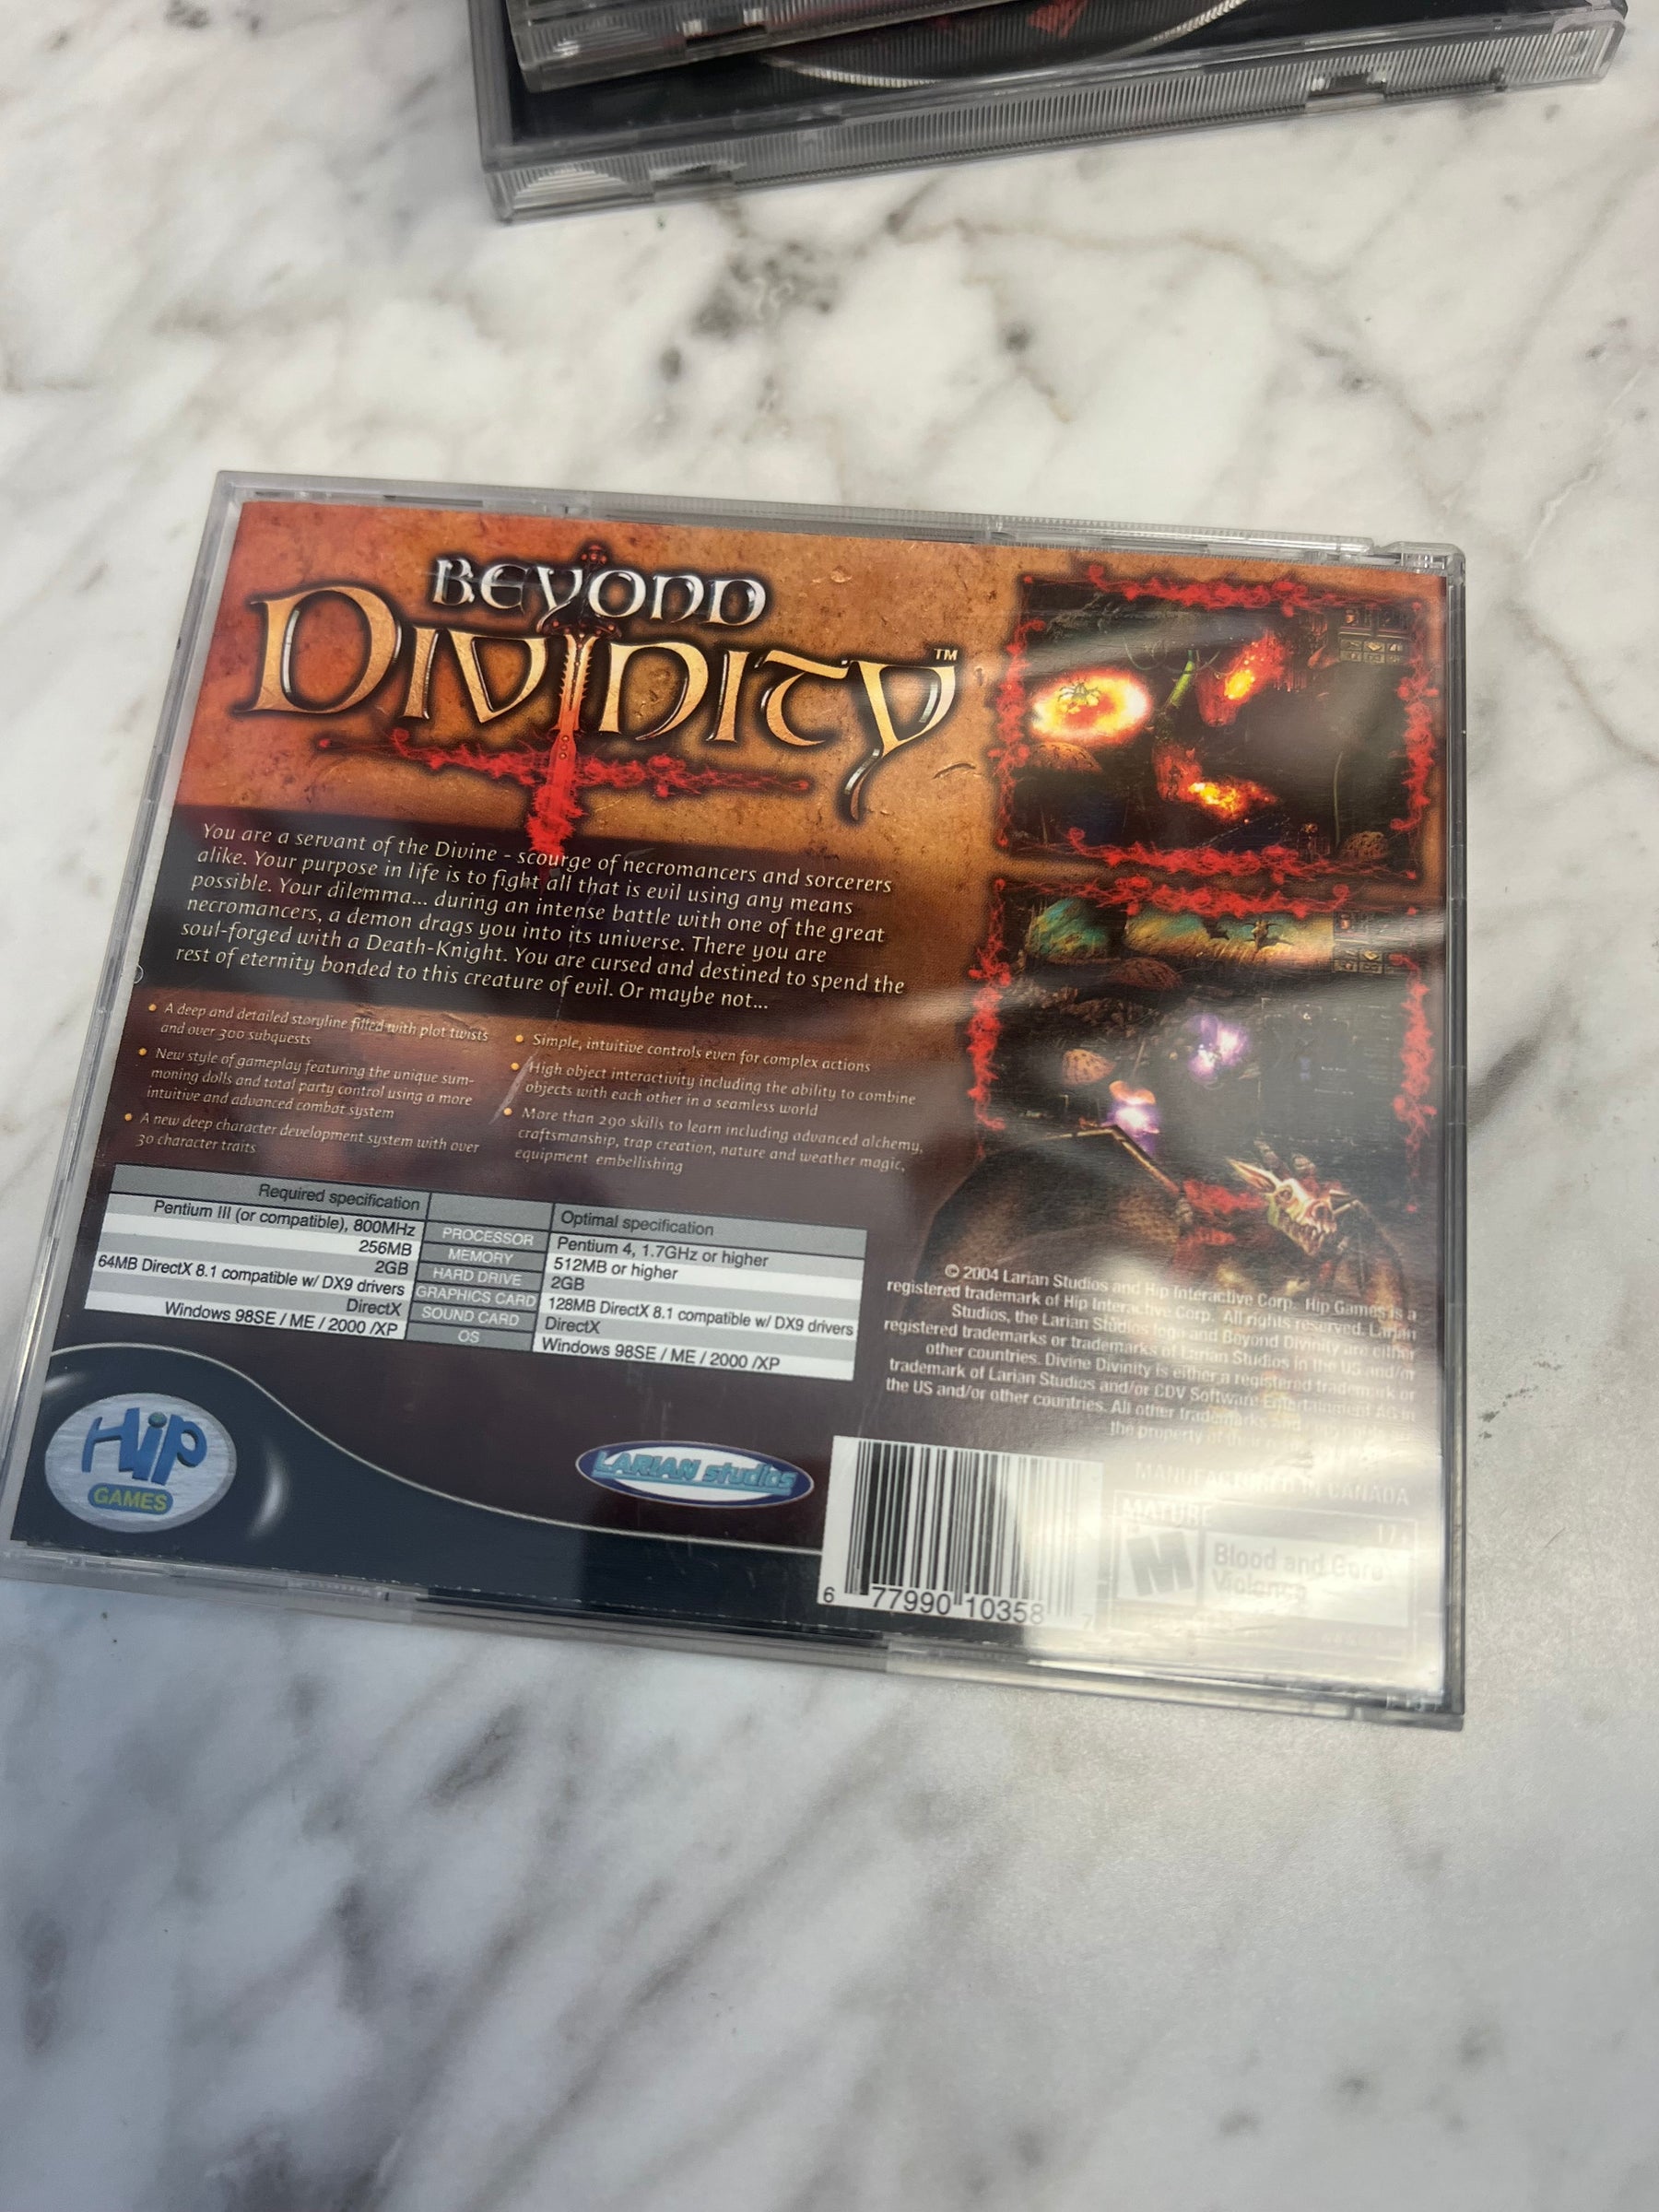 BEYOND
DIVINITY™
You are a servant of the Divine - scourge of necromancers and sorcerers
alike. Your purpose in life is to fight all that is evil using any means
possible. Your dilemma... during an intense battle with one of the great
necromancers, a demon drags you into its universe. There you are
soul-forged with a Death-Knight. You are cursed and destined to spend the
rest of eternity bonded to this creature of evil. Or maybe not...
• A deep and detailed storyline filled with plot twists
and over 300 subquests
• New style of gameplay featuring the unique sum-
moning dolls and total party control using a more
intuitive and advanced combat system
• A new deep character development system with over
30 character traits
• Simple, intuitive controls even for complex actions
• High object interactivity including the ability to combine
objects with each other in a seamless world
• More than 290 skills to learn including advanced alchemy,
craftsmanship, trap creation, nature and weather magic,
equipment embellishing
Required specification Optimal specification
Pentium III (or compatible), 800MHz PROCESSOR Pentium 4, 1.7GHz or higher
256MB MEMORY 512MB or higher
2GB HARD DRIVE 2GB
64MB DirectX 8.1 compatible w/ DX9 drivers GRAPHICS CARD 128MB DirectX 8.1 compatible w/ DX9 drivers
DirectX SOUND CARD DirectX
Windows 98SE / ME / 2000 /XP OS Windows 98SE / ME / 2000 /XP
© 2004 Larian Studios and Hip Interactive Corp. Hip Games is a
registered trademark of Hip Interactive Corp. All rights reserved. Larian
Studios, the Larian Studios logo and Beyond Divinity are either
registered trademarks or trademarks of Larian Studios in the US and/or
other countries. Divine Divinity is either a registered trademark or
trademark of Larian Studios and/or CDV Software Entertainment AG in
the US and/or other countries. All other trademarks
the property of their
MANUFACTURED IN CANADA
HiP
GAMES
LARIAN studios
MATURE 17+
M
Blood and Gore
Violence
6 77990 10358 7